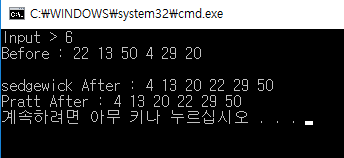 C:\WINDOWS\system32\cmd.exe
Input > 6
Before : 22 13 50 4 29 20
sedgewick After : 4 13 20 22 29 50
Pratt After : 4 13 20 22 29 50
계속하려면 아무 키나 누르십시오 . . .